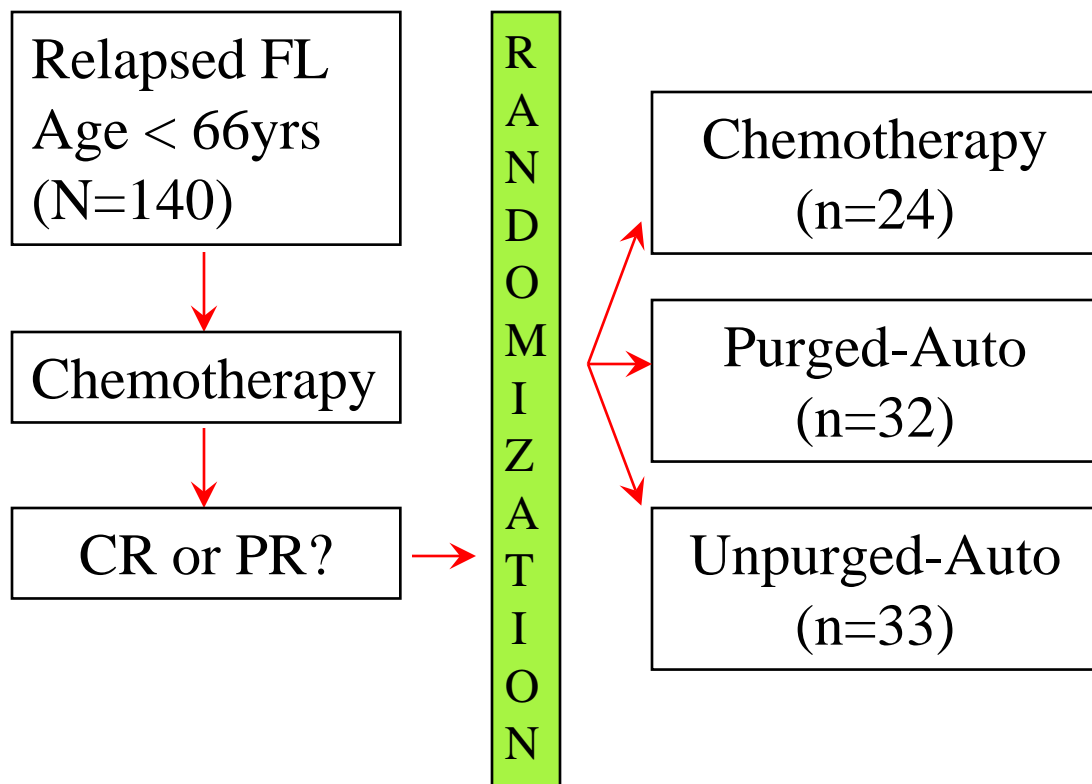 Relapsed FL
Age < 66yrs
(N=140)
Chemotherapy
CR or PR?
R
A
N
D
O
M
I
Z
A
T
I
O
N
Chemotherapy
(n=24)
Purged-Auto
(n=32)
Unpurged-Auto
(n=33)